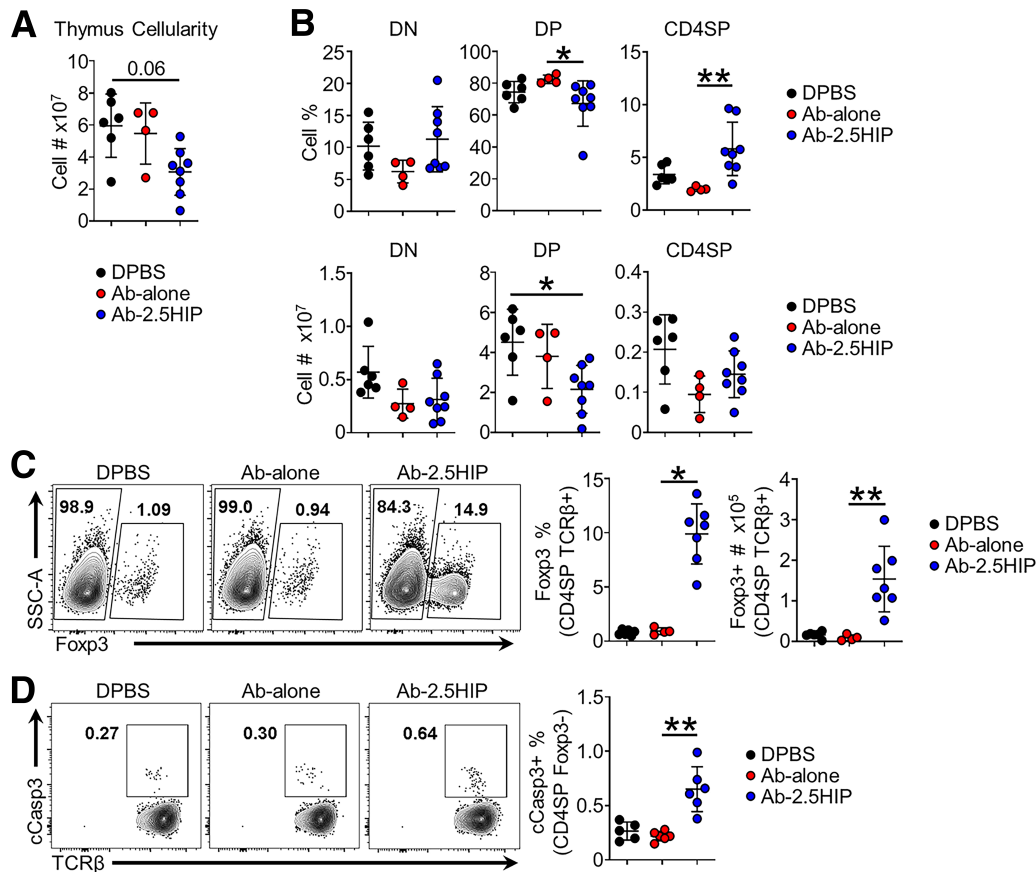 A
Thymus Cellularity
Cell # x10⁷
10
8
6
4
2
0
0.06
DPBS
Ab-alone
Ab-2.5HIP
B
DN
DP
CD4SP
Cell %
25
20
15
10
5
0
100
80
60
40
20
0
*
15
10
5
0
**
DPBS
Ab-alone
Ab-2.5HIP
DN
DP
CD4SP
Cell # x10⁷
1.5
1.0
0.5
0
8
6
4
2
0
*
0.4
0.3
0.2
0.1
0
DPBS
Ab-alone
Ab-2.5HIP
C
DPBS
Ab-alone
Ab-2.5HIP
98.9
1.09
99.0
0.94
84.3
14.9
SSC-A
Foxp3
Foxp3 %
(CD4SP TCRβ+)
15
10
5
0
*
Foxp3+ # x10⁵
(CD4SP TCRβ+)
4
3
2
1
0
**
DPBS
Ab-alone
Ab-2.5HIP
D
DPBS
Ab-alone
Ab-2.5HIP
0.27
0.30
0.64
cCasp3
TCRβ
cCasp3+ %
(CD4SP Foxp3-)
1.5
1.0
0.5
0
**
DPBS
Ab-alone
Ab-2.5HIP